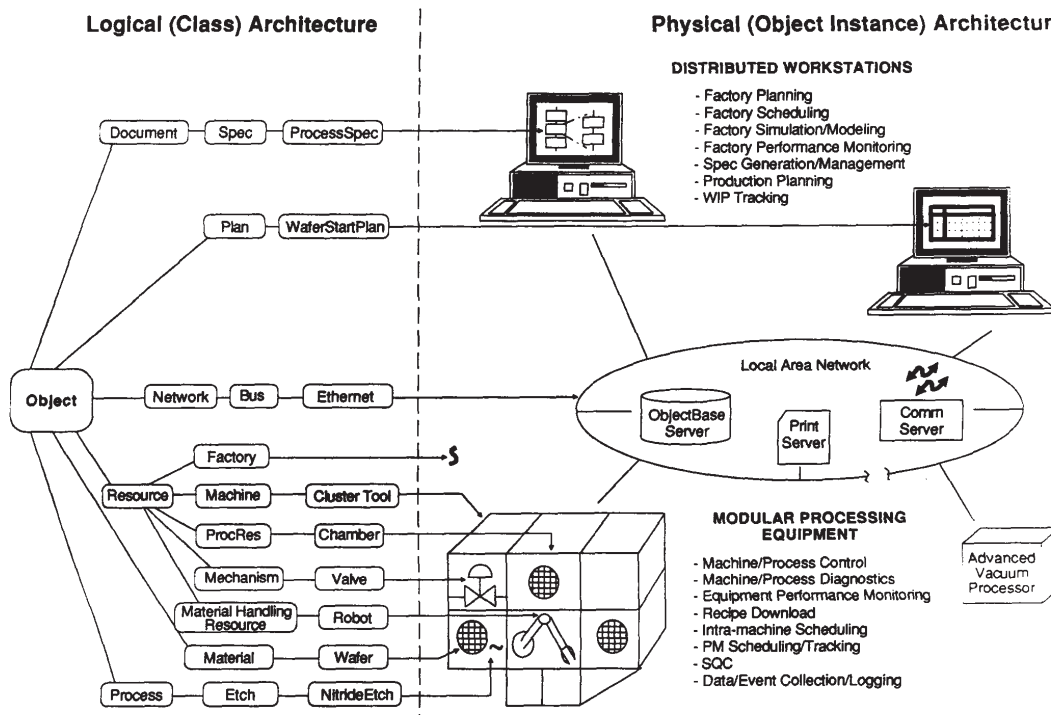 Logical (Class) Architecture
Physical (Object Instance) Architectur
DISTRIBUTED WORKSTATIONS
- Factory Planning
- Factory Scheduling
- Factory Simulation/Modeling
- Factory Performance Monitoring
- Spec Generation/Management
- Production Planning
- WIP Tracking
Document
Spec
ProcessSpec
Plan
WaferStartPlan
Object
Network
Bus
Ethernet
Local Area Network
ObjectBase
Server
Print
Server
Comm
Server
Factory
$
Resource
Machine
Cluster Tool
ProcRes
Chamber
Mechanism
Valve
Material Handling
Resource
Robot
Material
Wafer
Process
Etch
NitrideEtch
~
MODULAR PROCESSING
EQUIPMENT
- Machine/Process Control
- Machine/Process Diagnostics
- Equipment Performance Monitoring
- Recipe Download
- Intra-machine Scheduling
- PM Scheduling/Tracking
- SQC
- Data/Event Collection/Logging
Advanced
Vacuum
Processor